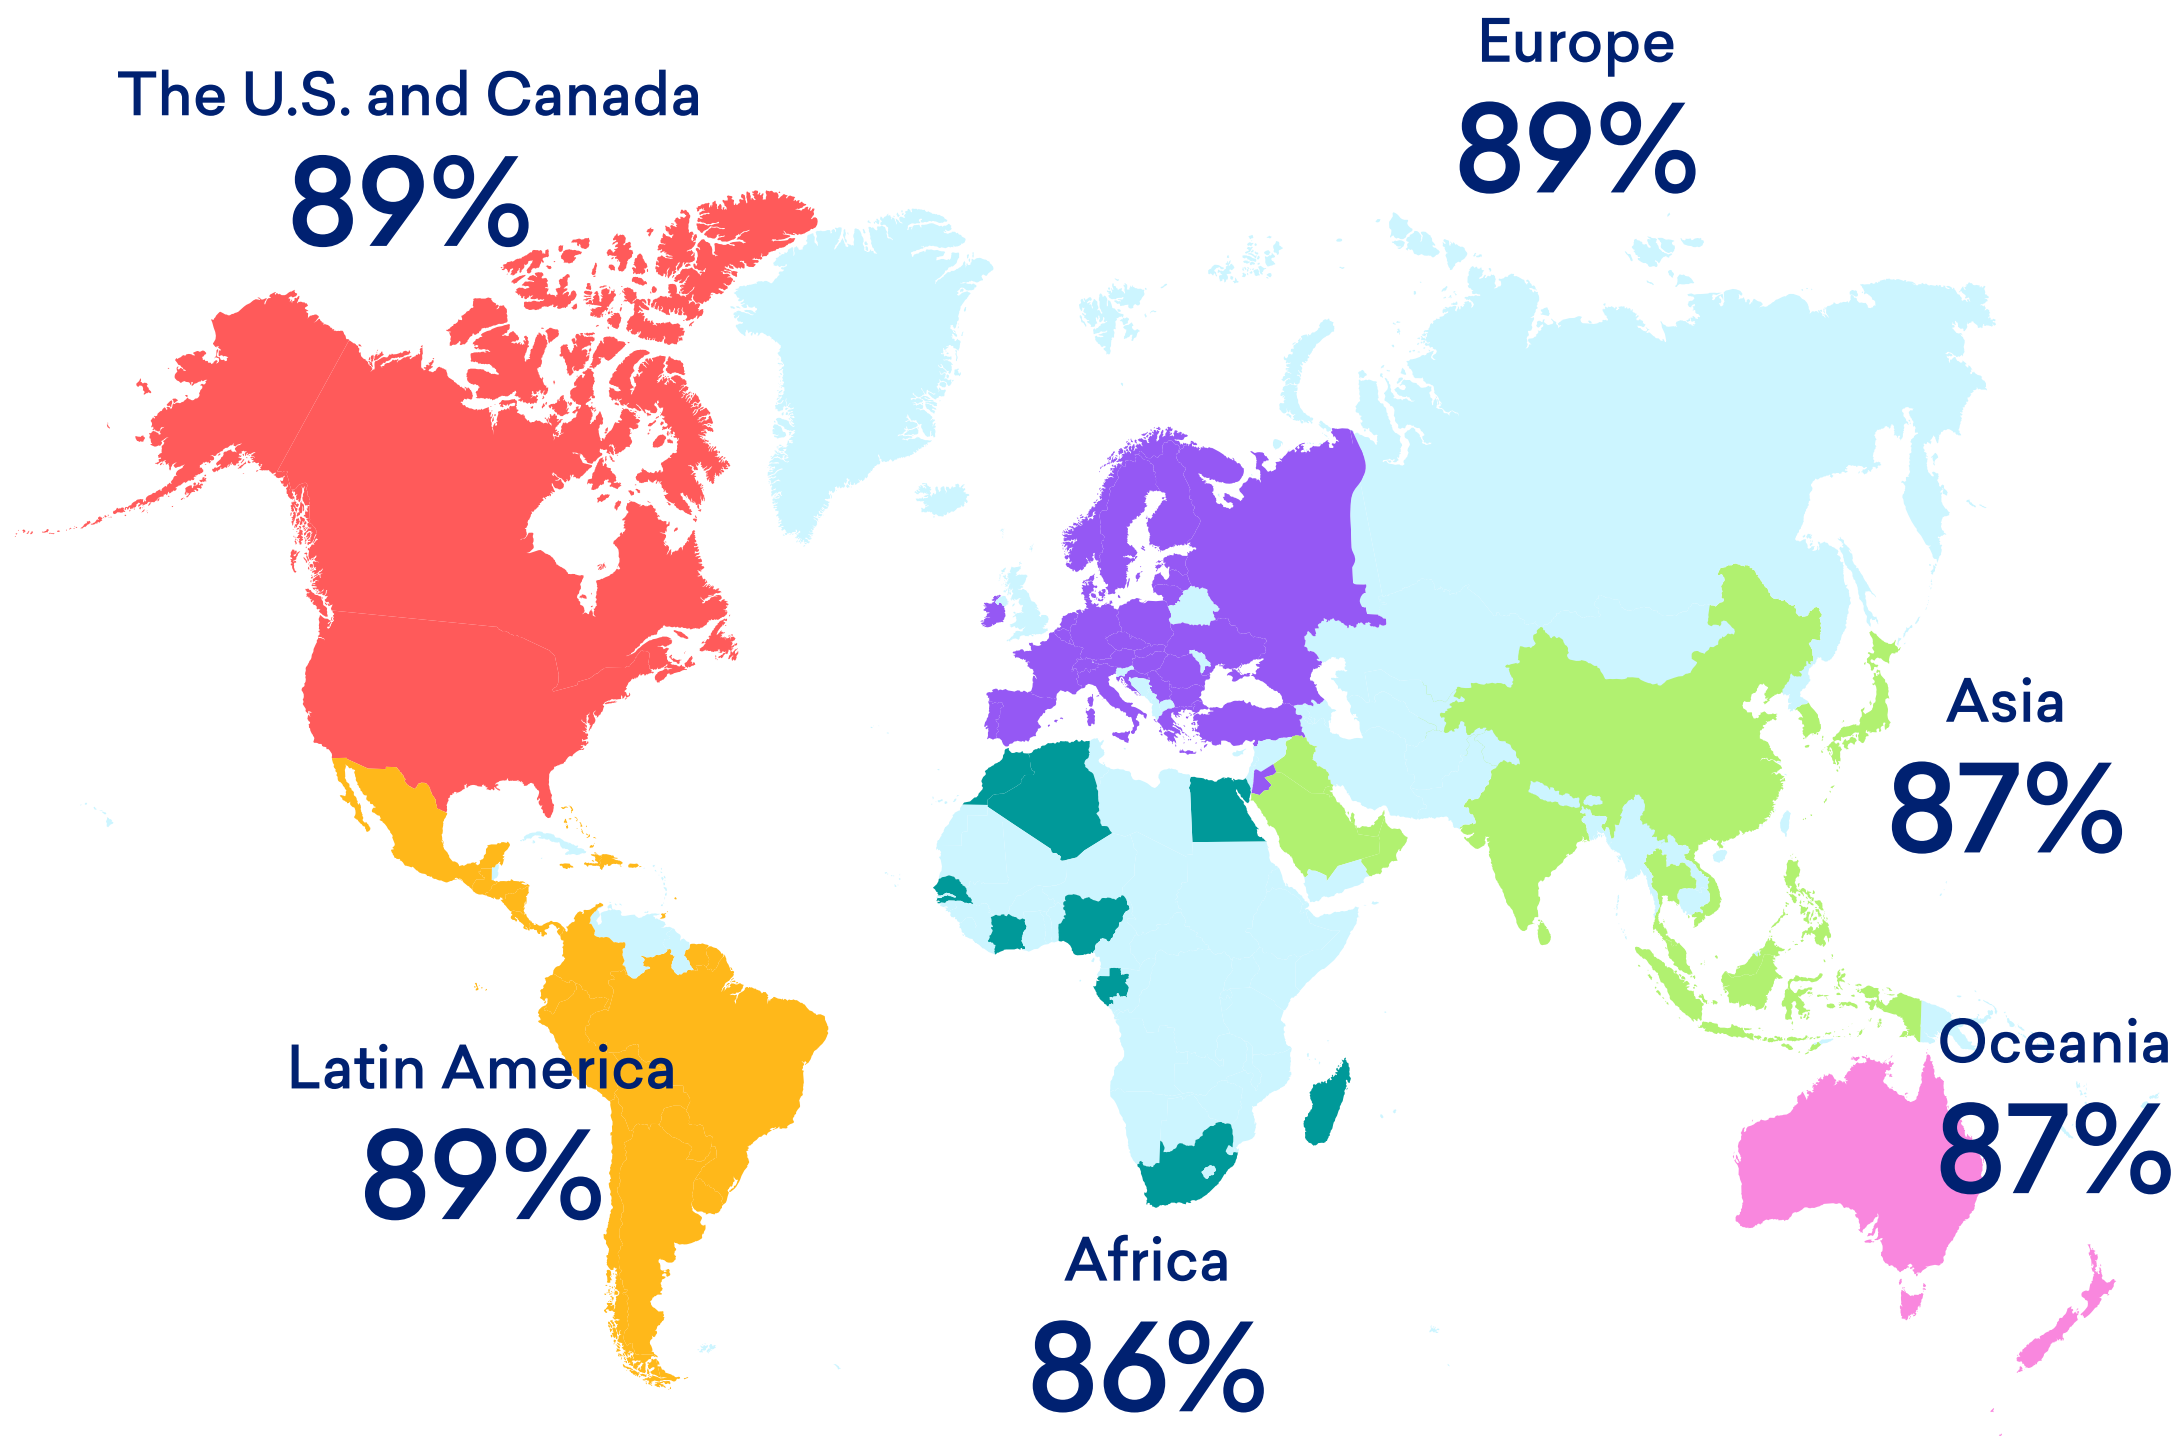 Europe
89%
The U.S. and Canada
89%
Asia
87%
Oceania
87%
Latin America
89%
Africa
86%